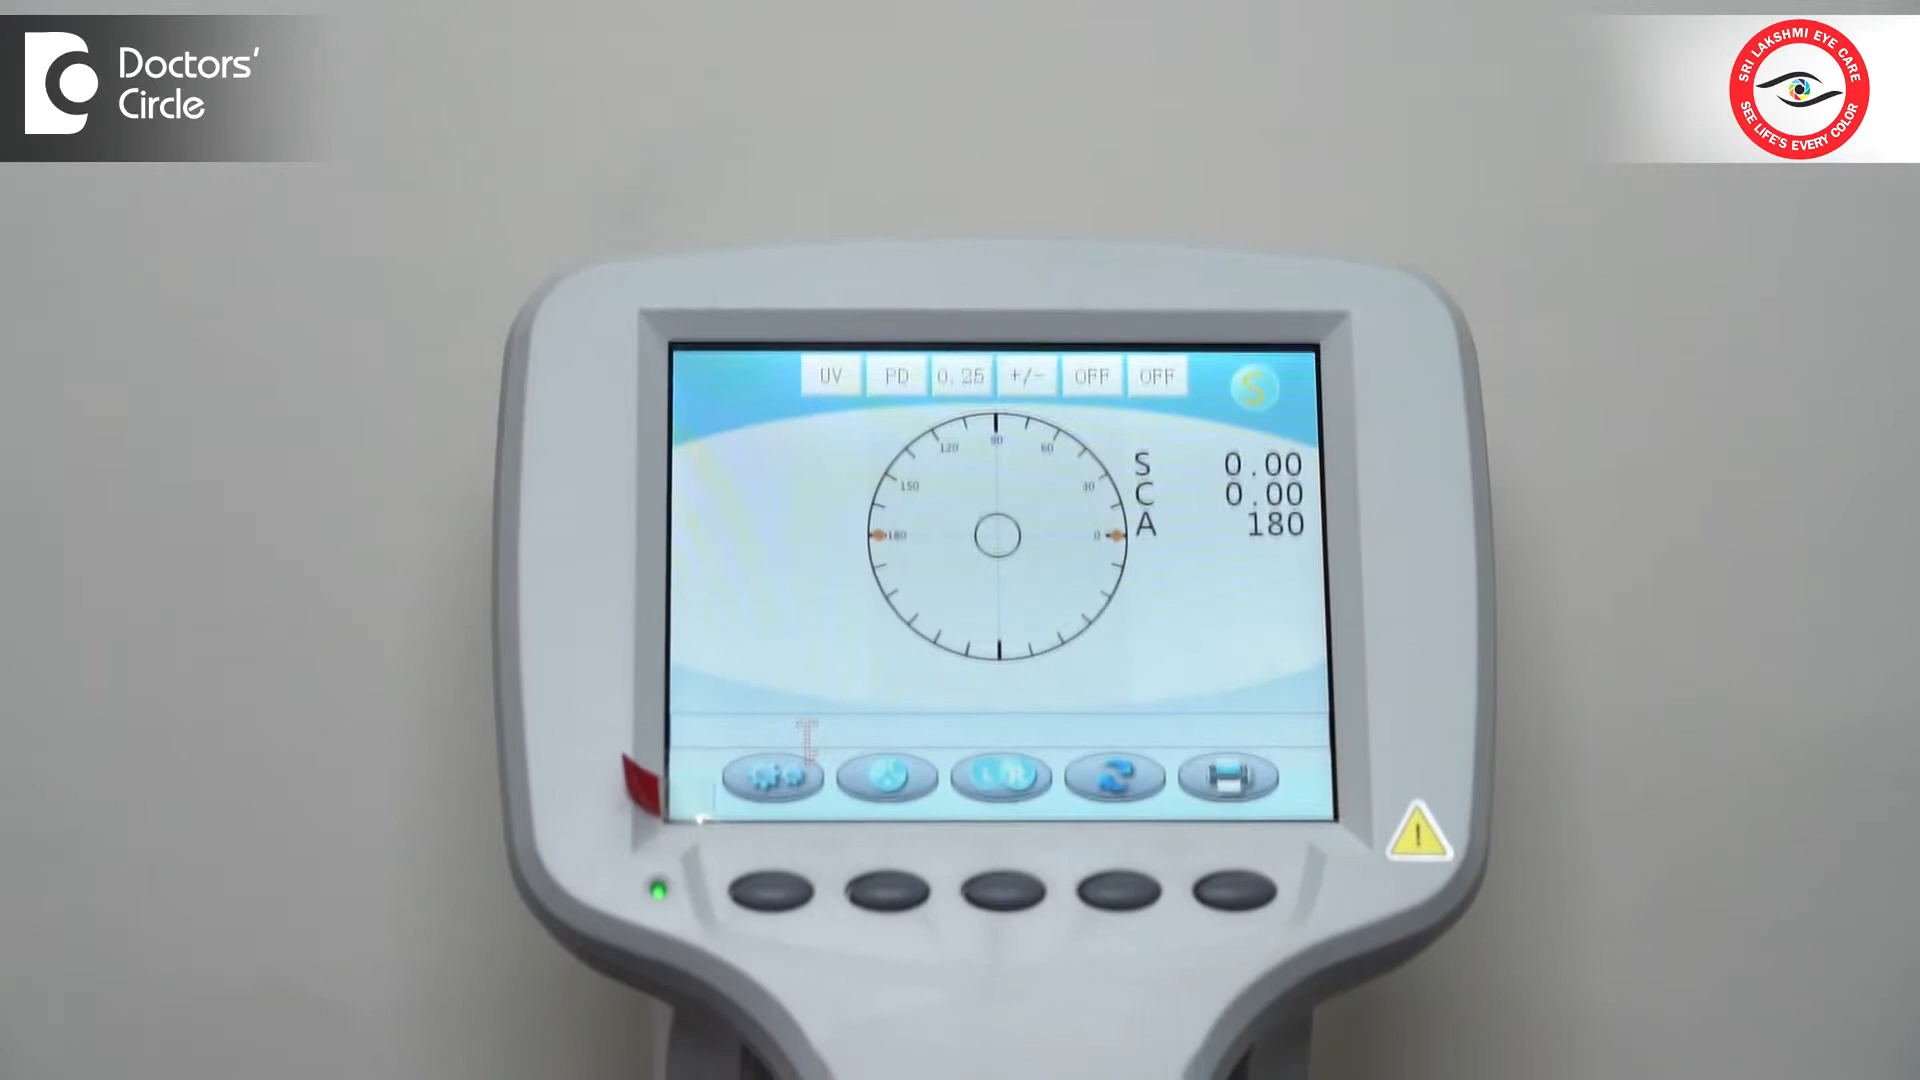 Doctors'
Circle
SRI LAKSHMI EYE CARE
SEE LIFE'S EVERY COLOR
UV PD 0.25 +/- OFF OFF
S
90
120 60
150 30
180 0
S 0.00
C 0.00
A 180
L R
!